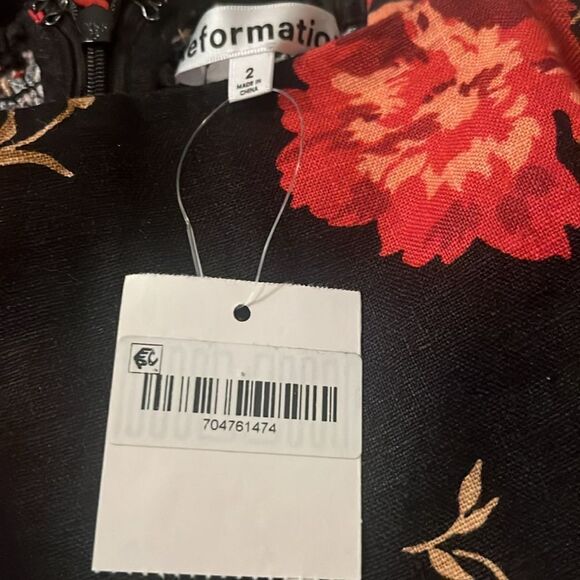 eformatio
2
MADE IN
CHINA
704761474